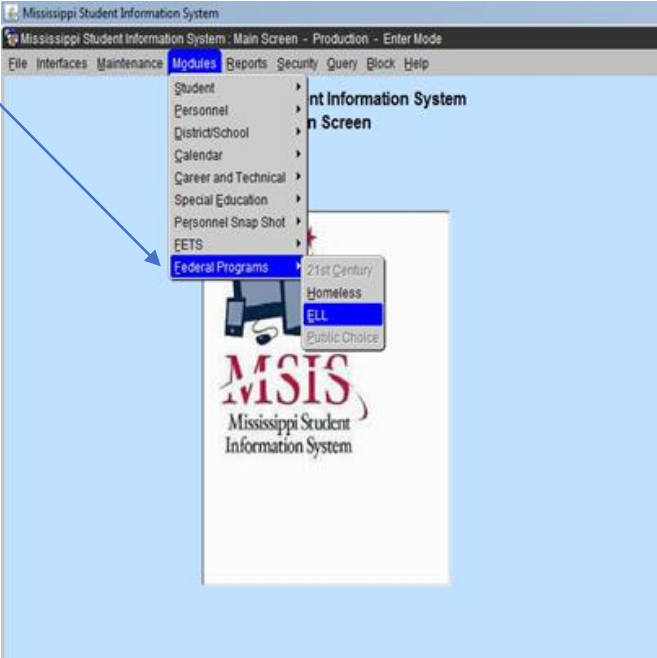 Mississippi Student Information System
Mississippi Student Information System : Main Screen - Production - Enter Mode
File Interfaces Maintenance Modules Reports Security Query Block Help
Student
nt Information System
Personnel
n Screen
District/School
Calendar
Career and Technical
Special Education
Personnel Snap Shot
FETS
Federal Programs
21st Century
Homeless
ELL
Public Choice
MSIS
Mississippi Student
Information System